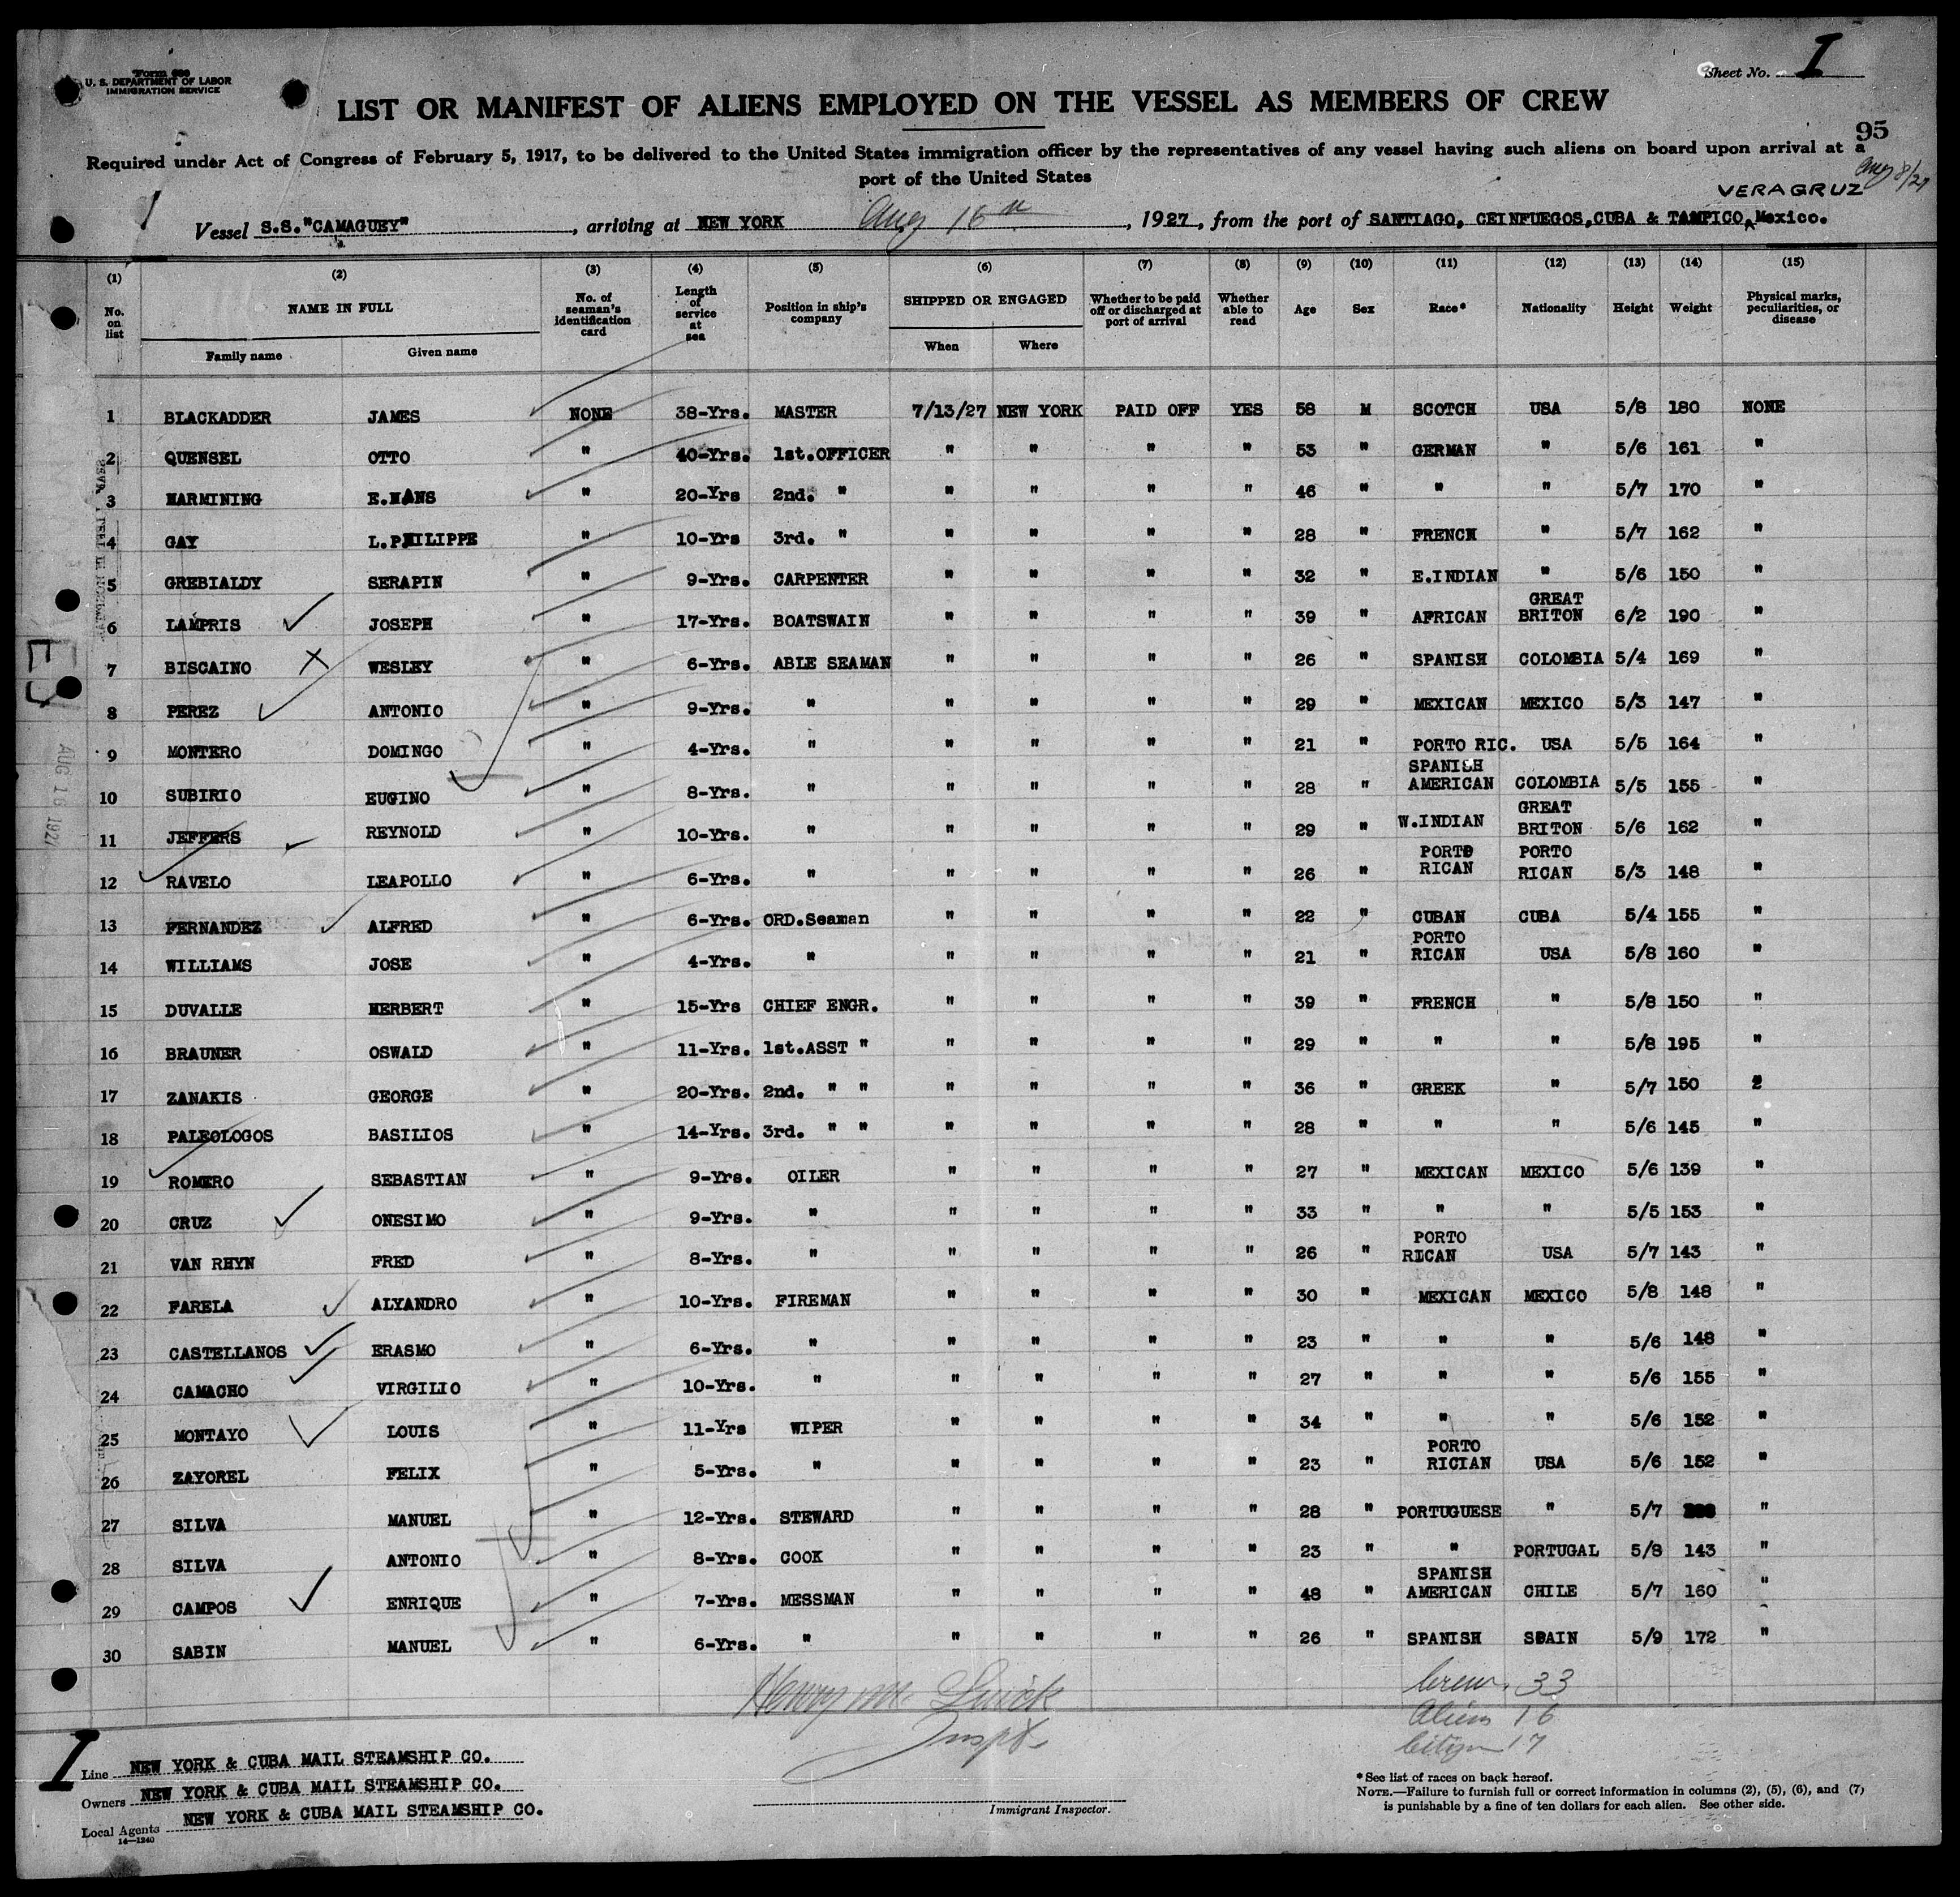 Form 689
U. S. DEPARTMENT OF LABOR
IMMIGRATION SERVICE
Sheet No. I
LIST OR MANIFEST OF ALIENS EMPLOYED ON THE VESSEL AS MEMBERS OF CREW
95
Required under Act of Congress of February 5, 1917, to be delivered to the United States immigration officer by the representatives of any vessel having such aliens on board upon arrival at a
port of the United States
Aug 8/27
VERAGRUZ
Vessel S.S."CAMAGUEY", arriving at NEW YORK Aug 16th, 1927, from the port of SANTIAGO, CEINFUEGOS,CUBA & TAMPICO, Mexico.
(1) (2) (3) (4) (5) (6) (7) (8) (9) (10) (11) (12) (13) (14) (15)
No. on list NAME IN FULL Family name Given name No. of seaman's identification card Length of service at sea Position in ship's company SHIPPED OR ENGAGED When Where Whether to be paid off or discharged at port of arrival Whether able to read Age Sex Race* Nationality Height Weight Physical marks, peculiarities, or disease
1 BLACKADDER JAMES NONE 38-Yrs. MASTER 7/13/27 NEW YORK PAID OFF YES 58 M SCOTCH USA 5/8 180 NONE
2 QUENSEL OTTO " 40-Yrs. 1st.OFFICER " " " " 53 " GERMAN " 5/6 161 "
3 HARMINING E.HANS " 20-Yrs 2nd. " " " " " 46 " " " 5/7 170 "
4 GAY L.PHILIPPE " 10-Yrs 3rd. " " " " " 28 " FRENCH " 5/7 162 "
5 GREBIALDY SERAPIN " 9-Yrs. CARPENTER " " " " 32 " E.INDIAN " 5/6 150 "
6 LAMPRIS JOSEPH " 17-Yrs. BOATSWAIN " " " " 39 " AFRICAN GREAT BRITON 6/2 190 "
7 BISCAINO WESLEY " 6-Yrs. ABLE SEAMAN " " " " 26 " SPANISH COLOMBIA 5/4 169 "
8 PEREZ ANTONIO " 9-Yrs. " " " " " 29 " MEXICAN MEXICO 5/3 147 "
9 MONTERO DOMINGO " 4-Yrs. " " " " " 21 " PORTO RIC. USA 5/5 164 "
10 SUBIRIO EUGINO " 8-Yrs. " " " " " 28 " SPANISH AMERICAN COLOMBIA 5/5 155 "
11 JEFFERS REYNOLD " 10-Yrs. " " " " " 29 " W.INDIAN GREAT BRITON 5/6 162 "
12 RAVELO LEAPOLLO " 6-Yrs. " " " " " 26 " PORTO RICAN PORTO RICAN 5/3 148 "
13 FERNANDEZ ALFRED " 6-Yrs. ORD.Seaman " " " " 22 " CUBAN CUBA 5/4 155 "
14 WILLIAMS JOSE " 4-Yrs. " " " " " 21 " PORTO RICAN USA 5/8 160 "
15 DUVALLE HERBERT " 15-Yrs CHIEF ENGR. " " " " 39 " FRENCH " 5/8 150 "
16 BRAUNER OSWALD " 11-Yrs. 1st.ASST " " " " " 29 " " " 5/8 195 "
17 ZANAKIS GEORGE " 20-Yrs. 2nd. " " " " " " 36 " GREEK " 5/7 150 "
18 PALEOLOGOS BASILIOS " 14-Yrs. 3rd. " " " " " " 28 " " " 5/6 145 "
19 ROMERO SEBASTIAN " 9-Yrs. OILER " " " " 27 " MEXICAN MEXICO 5/6 139 "
20 CRUZ ONESIMO " 9-Yrs. " " " " " 33 " " " 5/5 153 "
21 VAN RHYN FRED " 8-Yrs. " " " " " 26 " PORTO RICAN USA 5/7 143 "
22 FARELA ALYANDRO " 10-Yrs. FIREMAN " " " " 30 " MEXICAN MEXICO 5/8 148 "
23 CASTELLANOS ERASMO " 6-Yrs. " " " " " 23 " " " 5/6 148 "
24 CAMACHO VIRGILIO " 10-Yrs. " " " " " 27 " " " 5/6 155 "
25 MONTAYO LOUIS " 11-Yrs WIPER " " " " 34 " " " 5/6 152 "
26 ZAYOREL FELIX " 5-Yrs. " " " " " 23 " PORTO RICIAN USA 5/6 152 "
27 SILVA MANUEL " 12-Yrs. STEWARD " " " " 28 " PORTUGUESE " 5/7 "
28 SILVA ANTONIO " 8-Yrs. COOK " " " " 23 " " PORTUGAL 5/8 143 "
29 CAMPOS ENRIQUE " 7-Yrs. MESSMAN " " " " 48 " SPANISH AMERICAN CHILE 5/7 160 "
30 SABIN MANUEL " 6-Yrs. " " " " " 26 " SPANISH SPAIN 5/9 172 "
AUG 16 1927
Crew. 33
Aliens 16
Citizen 17
Henry
Inspt.
I
Line NEW YORK & CUBA MAIL STEAMSHIP CO.
Owners NEW YORK & CUBA MAIL STEAMSHIP CO.
Local Agents NEW YORK & CUBA MAIL STEAMSHIP CO.
14—1240
Immigrant Inspector.
* See list of races on back hereof.
NOTE.—Failure to furnish full or correct information in columns (2), (5), (6), and (7)
is punishable by a fine of ten dollars for each alien. See other side.